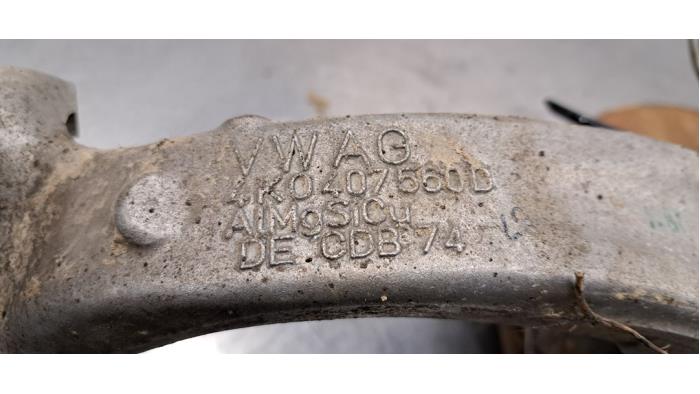 VW AG
4K0407560D
AlMgSiCu
DE CDB 74